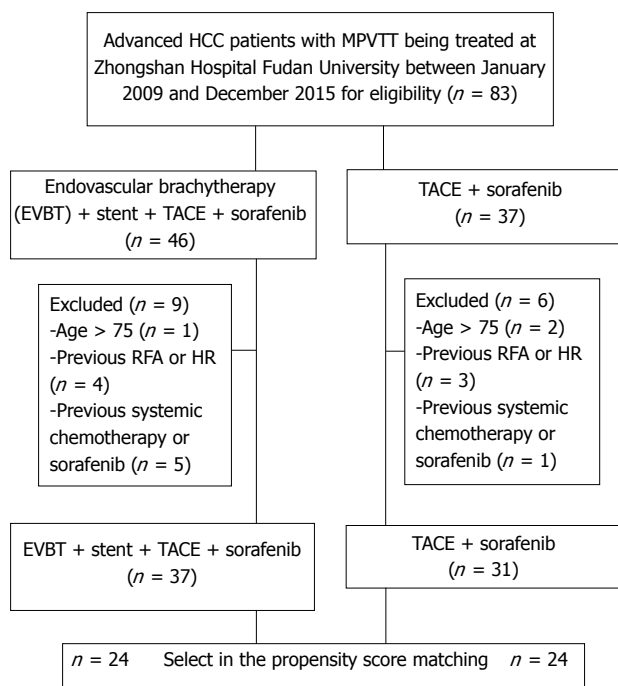 Advanced HCC patients with MPVTT being treated at
Zhongshan Hospital Fudan University between January
2009 and December 2015 for eligibility (n = 83)
Endovascular brachytherapy
(EVBT) + stent + TACE + sorafenib
(n = 46)
TACE + sorafenib
(n = 37)
Excluded (n = 9)
-Age > 75 (n = 1)
-Previous RFA or HR
(n = 4)
-Previous systemic
chemotherapy or
sorafenib (n = 5)
Excluded (n = 6)
-Age > 75 (n = 2)
-Previous RFA or HR
(n = 3)
-Previous systemic
chemotherapy or
sorafenib (n = 1)
EVBT + stent + TACE + sorafenib
(n = 37)
TACE + sorafenib
(n = 31)
n = 24 Select in the propensity score matching n = 24